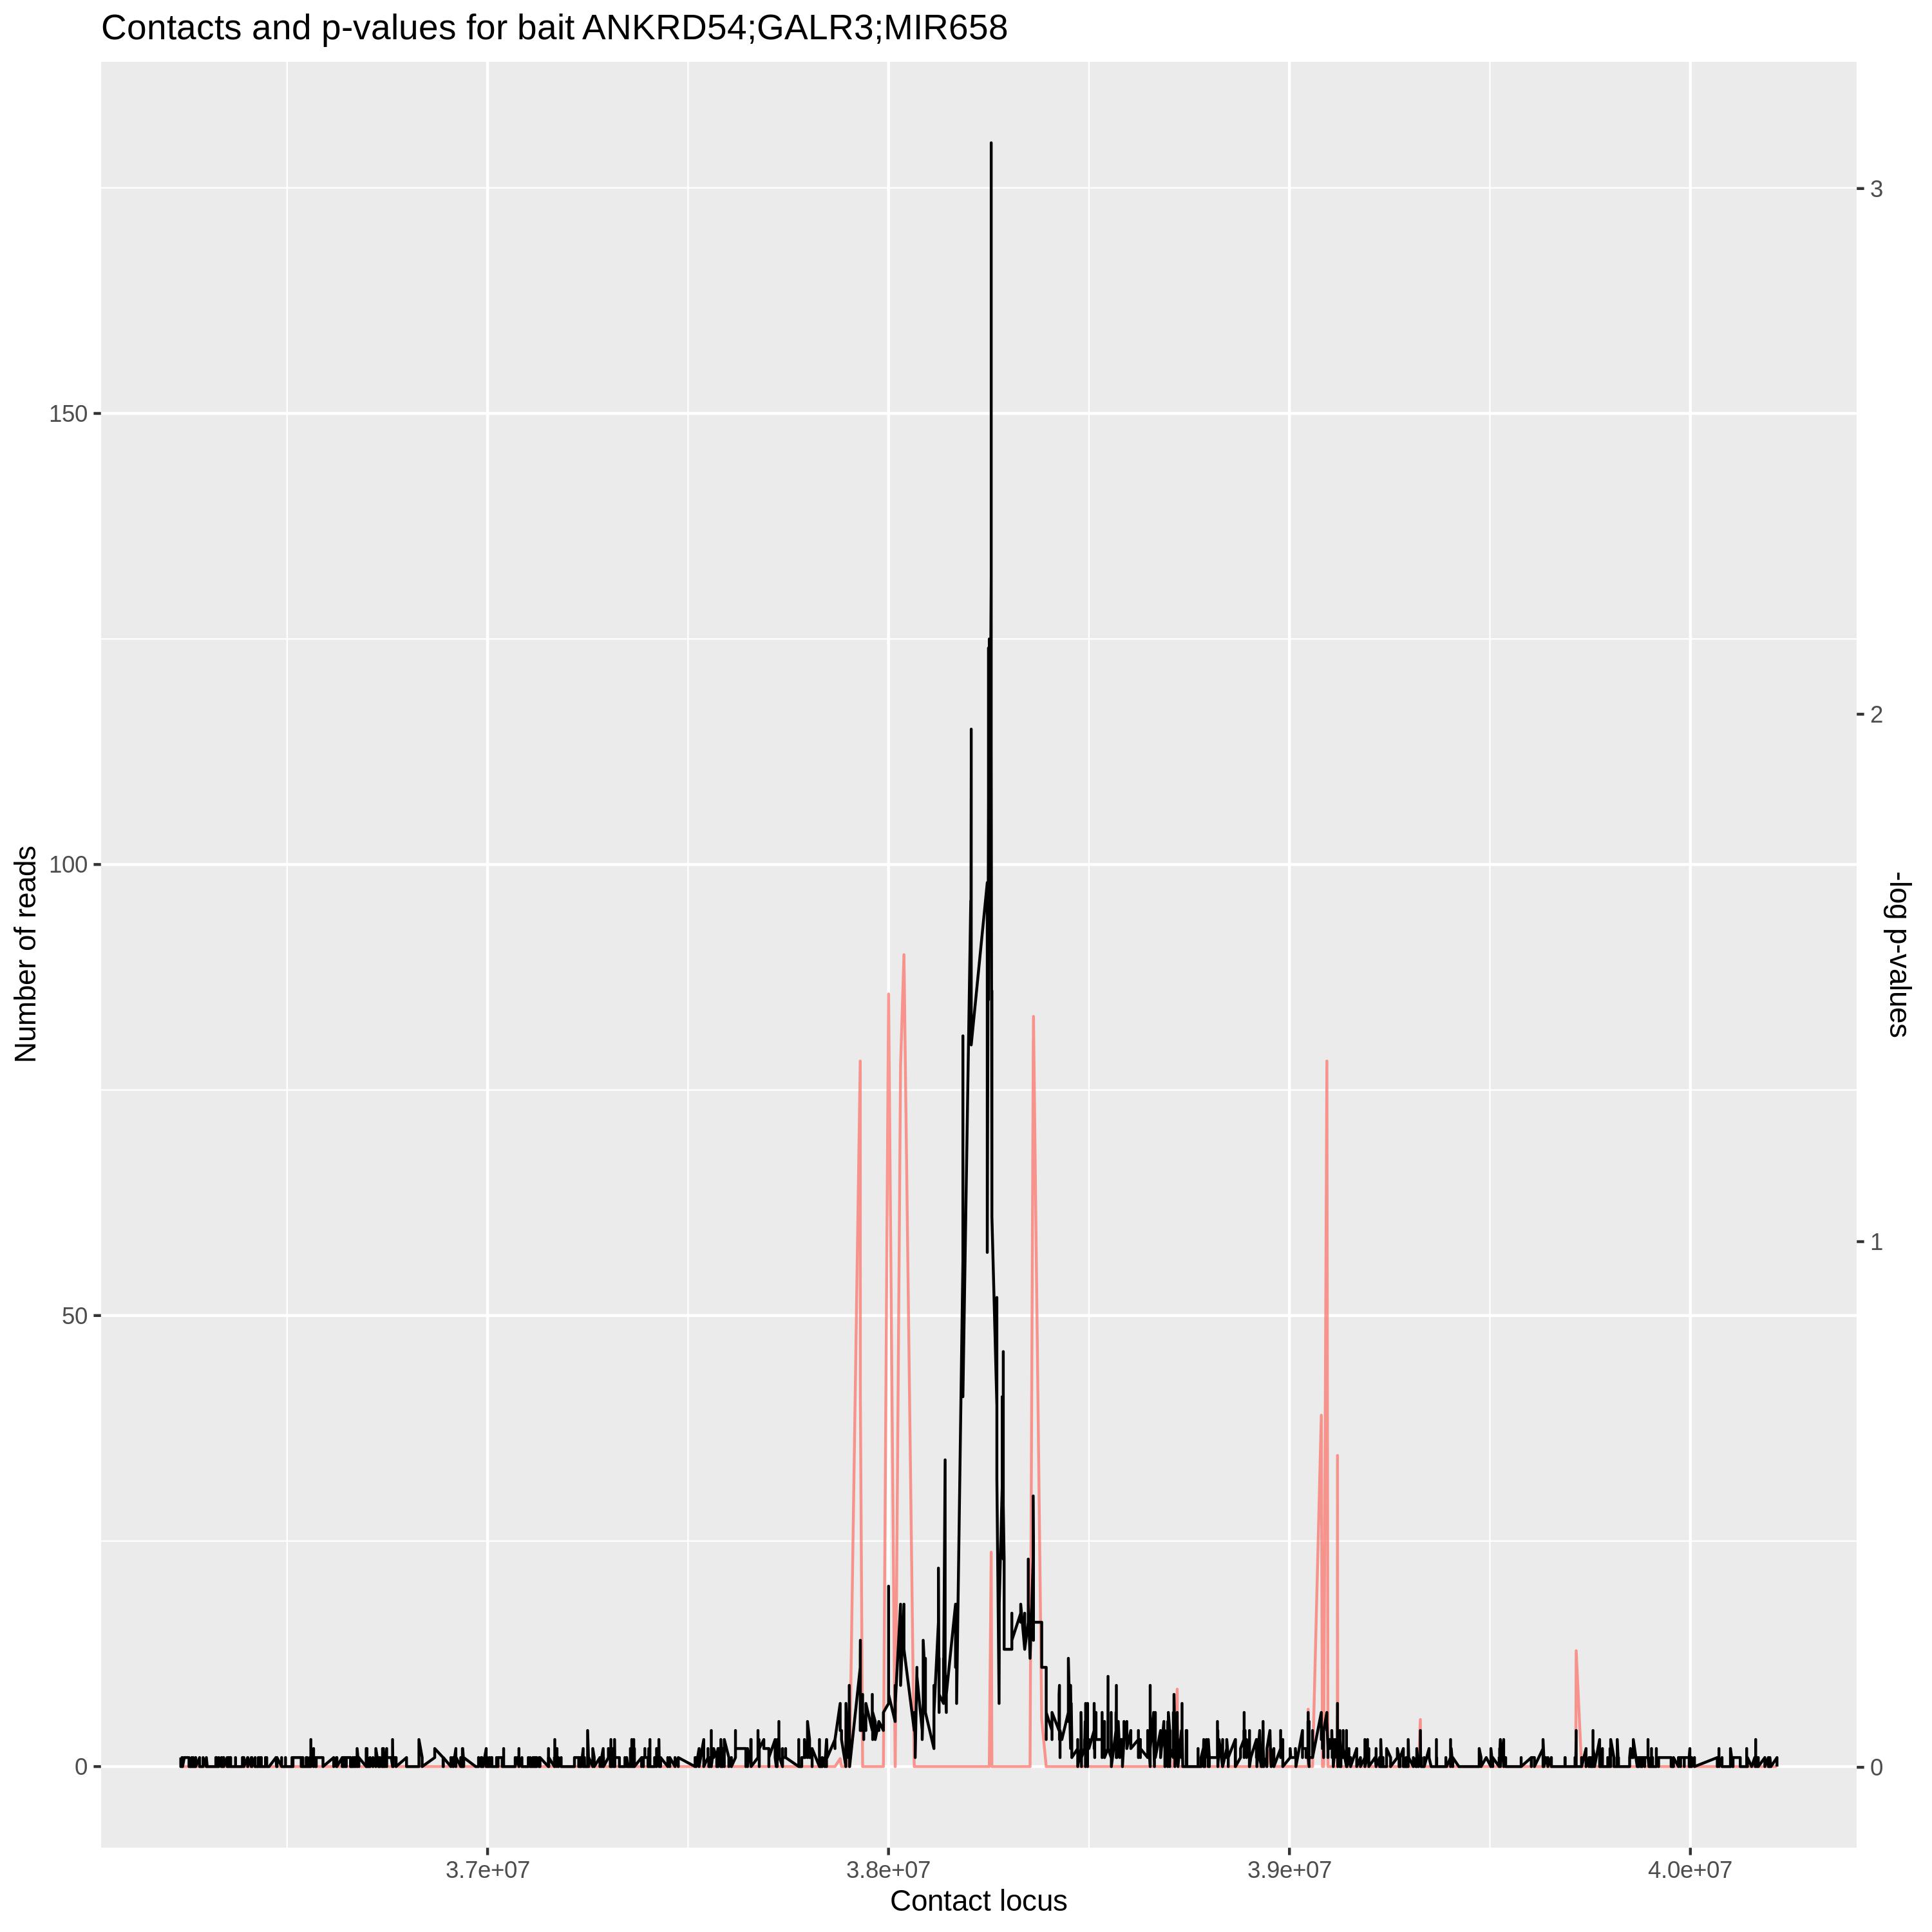 Contacts and p-values for bait ANKRD54;GALR3;MIR658
Number of reads
150
100
50
0
3
2
1
0
-log p-values
3.7e+07
3.8e+07
3.9e+07
4.0e+07
Contact locus